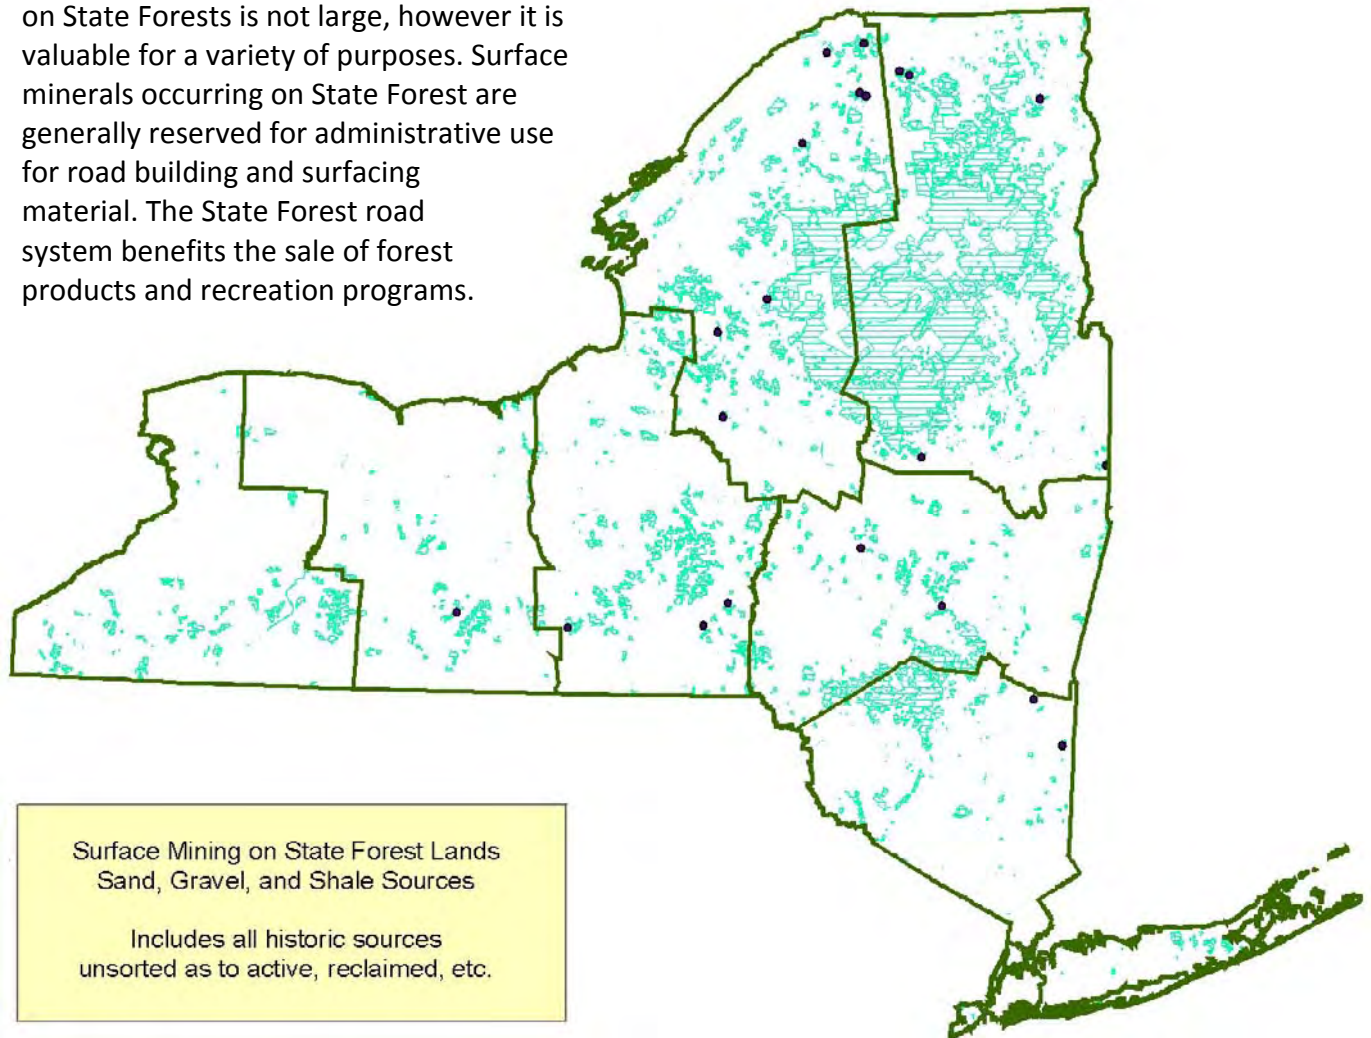 on State Forests is not large, however it is
valuable for a variety of purposes. Surface
minerals occurring on State Forest are
generally reserved for administrative use
for road building and surfacing
material. The State Forest road
system benefits the sale of forest
products and recreation programs.
Surface Mining on State Forest Lands
Sand, Gravel, and Shale Sources
Includes all historic sources
unsorted as to active, reclaimed, etc.